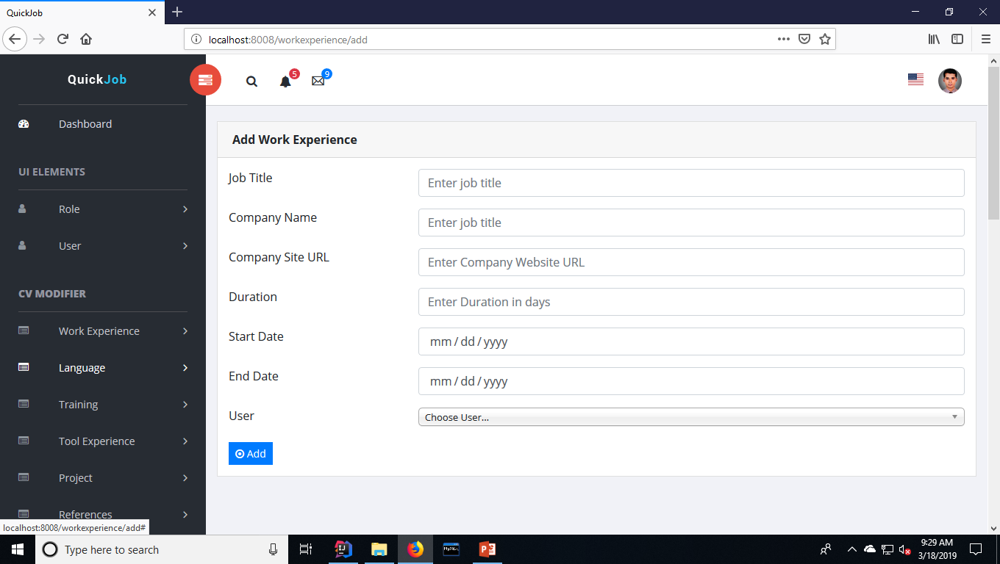 QuickJob
localhost:8008/workexperience/add
QuickJob
5
9
Dashboard
UI ELEMENTS
Role
User
CV MODIFIER
Work Experience
Language
Training
Tool Experience
Project
References
Add Work Experience
Job Title
Enter job title
Company Name
Enter job title
Company Site URL
Enter Company Website URL
Duration
Enter Duration in days
Start Date
mm / dd / yyyy
End Date
mm / dd / yyyy
User
Choose User...
Add
localhost:8008/workexperience/add#
Type here to search
IJ
MySQL
P
9:29 AM
3/18/2019